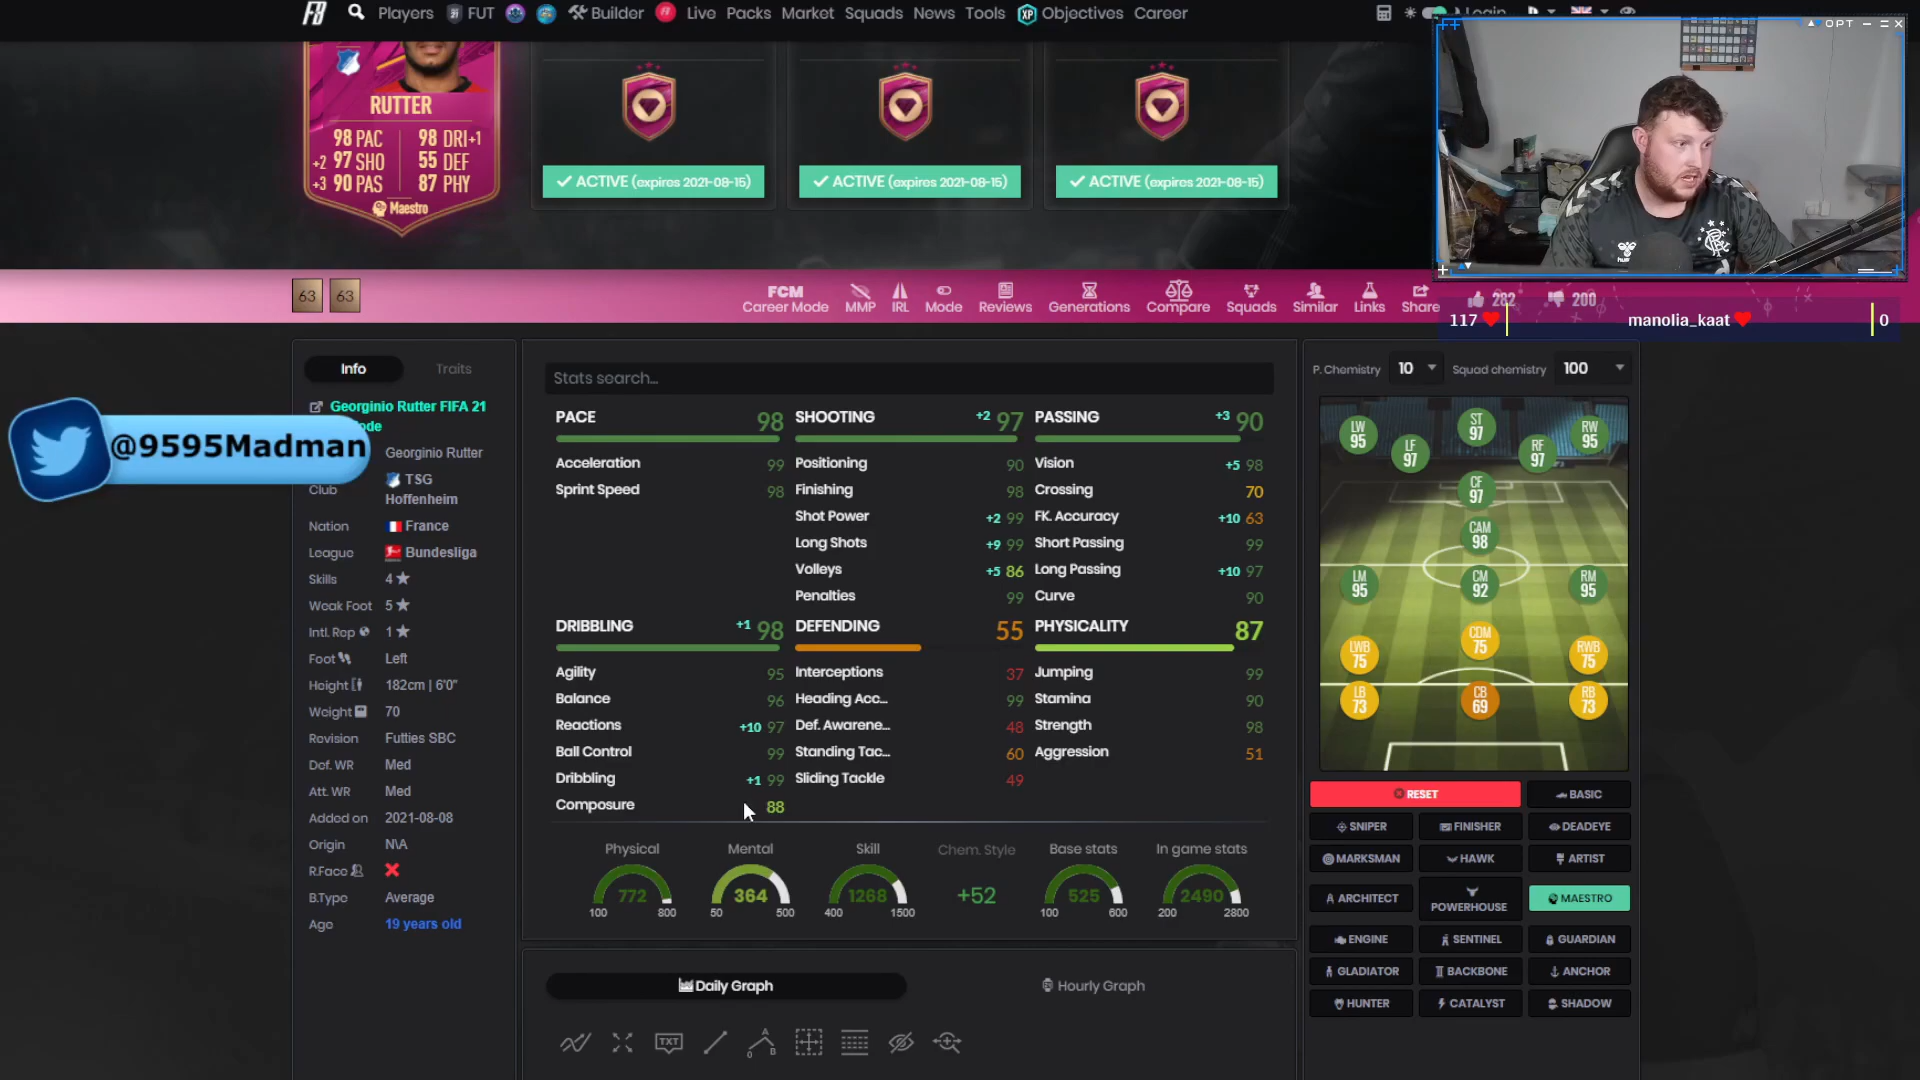 Players FUT Builder Live Packs Market Squads News Tools XP Objectives Career Login
OPT
RUTTER
98 PAC 98 DRI+1
+2 97 SHO 55 DEF
+3 90 PAS 87 PHY
Maestro
ACTIVE (expires 2021-08-15)
ACTIVE (expires 2021-08-15)
ACTIVE (expires 2021-08-15)
63 63
FCM
Career Mode MMP IRL Mode Reviews Generations Compare Squads Similar Links Share
282 200
117 manolia_kaat 0
Info Traits
Georginio Rutter FIFA 21
ode
@9595Madman
Georginio Rutter
Club TSG
Hoffenheim
Nation France
League Bundesliga
Skills 4
Weak Foot 5
Intl. Rep 1
Foot Left
Height 182cm | 6'0"
Weight 70
Revision Futties SBC
Def. WR Med
Att. WR Med
Added on 2021-08-08
Origin N\A
R.Face
B.Type Average
Age 19 years old
Stats search...
PACE 98
Acceleration 99
Sprint Speed 98
SHOOTING +2 97
Positioning 90
Finishing 98
Shot Power +2 99
Long Shots +9 99
Volleys +5 86
Penalties 99
PASSING +3 90
Vision +5 98
Crossing 70
FK. Accuracy +10 63
Short Passing 99
Long Passing +10 97
Curve 90
DRIBBLING +1 98
Agility 95
Balance 96
Reactions +10 97
Ball Control 99
Dribbling +1 99
Composure 88
DEFENDING 55
Interceptions 37
Heading Acc... 99
Def. Awarene... 48
Standing Tac... 60
Sliding Tackle 49
PHYSICALITY 87
Jumping 99
Stamina 90
Strength 98
Aggression 51
Physical Mental Skill Chem. Style Base stats In game stats
772 364 1268 +52 525 2490
100 800 50 500 400 1500 100 600 200 2800
Daily Graph Hourly Graph
TXT
A
O B
P. Chemistry 10 Squad chemistry 100
LW 95
ST 97
RW 95
LF 97
RF 97
CF 97
CAM 98
LM 95
CM 92
RM 95
LWB 75
CDM 75
RWB 75
LB 73
CB 69
RB 73
RESET BASIC
SNIPER FINISHER DEADEYE
MARKSMAN HAWK ARTIST
ARCHITECT POWERHOUSE MAESTRO
ENGINE SENTINEL GUARDIAN
GLADIATOR BACKBONE ANCHOR
HUNTER CATALYST SHADOW